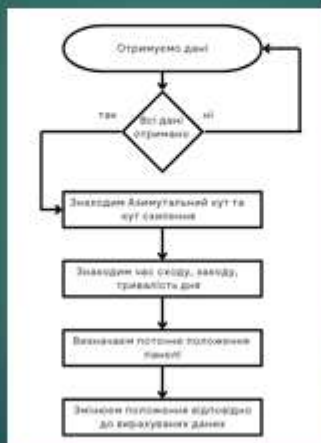 Отримуємо дані
так
ні
Всі дані
отримано
Знаходим Азимутальний кут та
кут схилення
Знаходим час сходу, заходу,
тривалість дня
Визначаєм поточне положення
панелі
Змінюєм положення відповідно
до вирахуваних даних